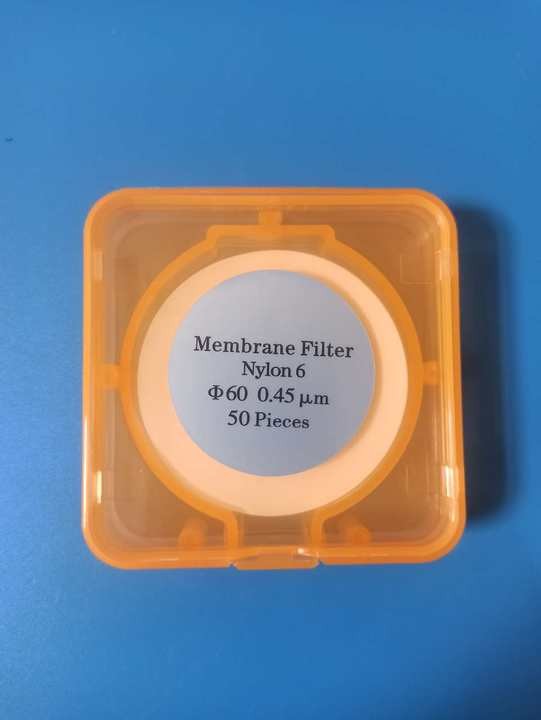 Membrane Filter
Nylon 6
Φ60 0.45 μm
50 Pieces